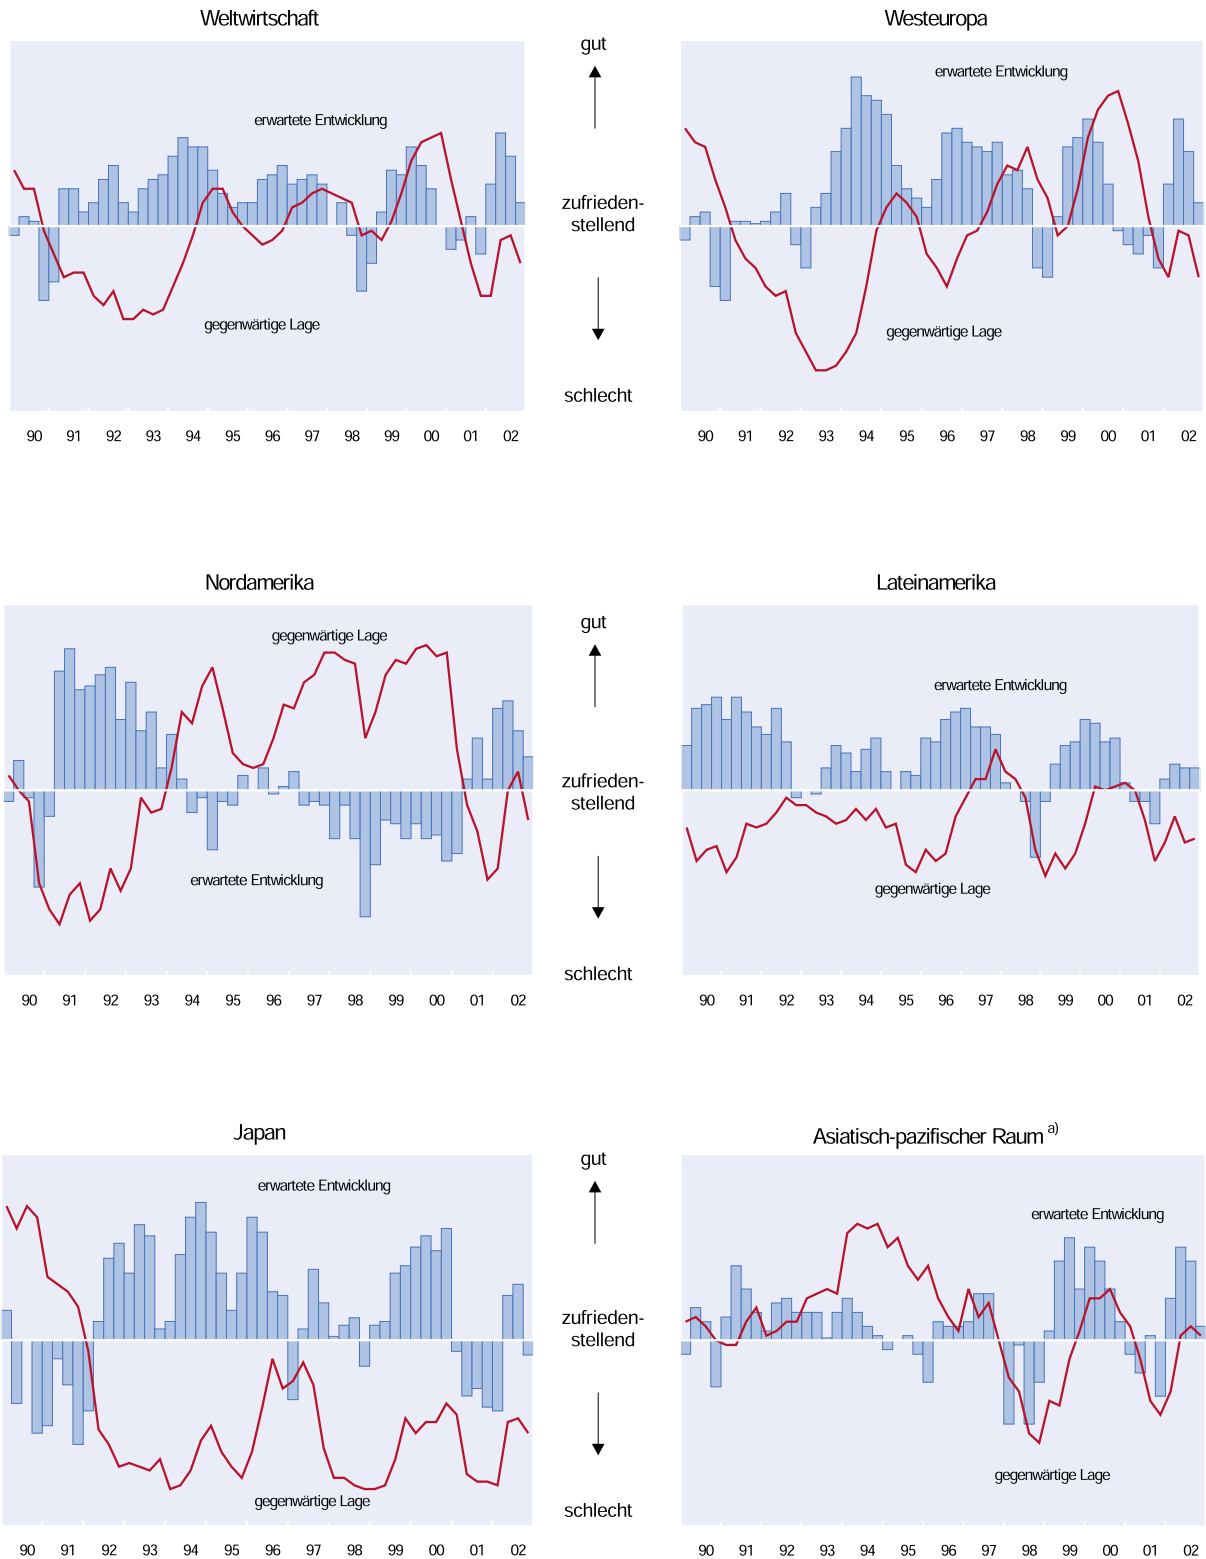 Weltwirtschaft
Westeuropa
gut
erwartete Entwicklung
erwartete Entwicklung
zufrieden-
stellend
gegenwärtige Lage
gegenwärtige Lage
schlecht
90 91 92 93 94 95 96 97 98 99 00 01 02
90 91 92 93 94 95 96 97 98 99 00 01 02
Nordamerika
Lateinamerika
gut
gegenwärtige Lage
erwartete Entwicklung
zufrieden-
stellend
erwartete Entwicklung
gegenwärtige Lage
schlecht
90 91 92 93 94 95 96 97 98 99 00 01 02
90 91 92 93 94 95 96 97 98 99 00 01 02
Japan
Asiatisch-pazifischer Raum a)
gut
erwartete Entwicklung
erwartete Entwicklung
zufrieden-
stellend
gegenwärtige Lage
gegenwärtige Lage
schlecht
90 91 92 93 94 95 96 97 98 99 00 01 02
90 91 92 93 94 95 96 97 98 99 00 01 02